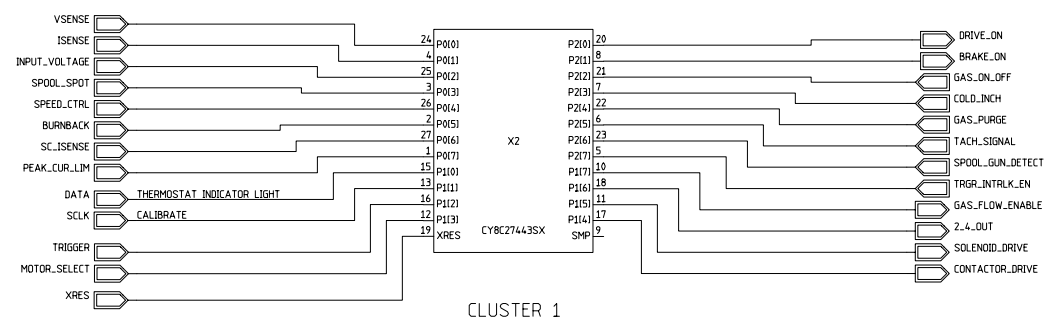 VSENSE
ISENSE
INPUT_VOLTAGE
SPOOL_SPOT
SPEED_CTRL
BURNBACK
SC_ISENSE
PEAK_CUR_LIM
DATA THERMOSTAT INDICATOR LIGHT
SCLK CALIBRATE
TRIGGER
MOTOR_SELECT
XRES
24 P0[0]
4 P0[1]
25 P0[2]
3 P0[3]
26 P0[4]
2 P0[5]
27 P0[6]
1 P0[7]
15 P1[0]
13 P1[1]
16 P1[2]
12 P1[3]
19 XRES
X2
CY8C27443SX
P2[0] 20
P2[1] 8
P2[2] 21
P2[3] 7
P2[4] 22
P2[5] 6
P2[6] 23
P2[7] 5
P1[7] 10
P1[6] 18
P1[5] 11
P1[4] 17
SMP 9
DRIVE_ON
BRAKE_ON
GAS_ON_OFF
COLD_INCH
GAS_PURGE
TACH_SIGNAL
SPOOL_GUN_DETECT
TRGR_INTRLK_EN
GAS_FLOW_ENABLE
2_4_OUT
SOLENOID_DRIVE
CONTACTOR_DRIVE
CLUSTER 1